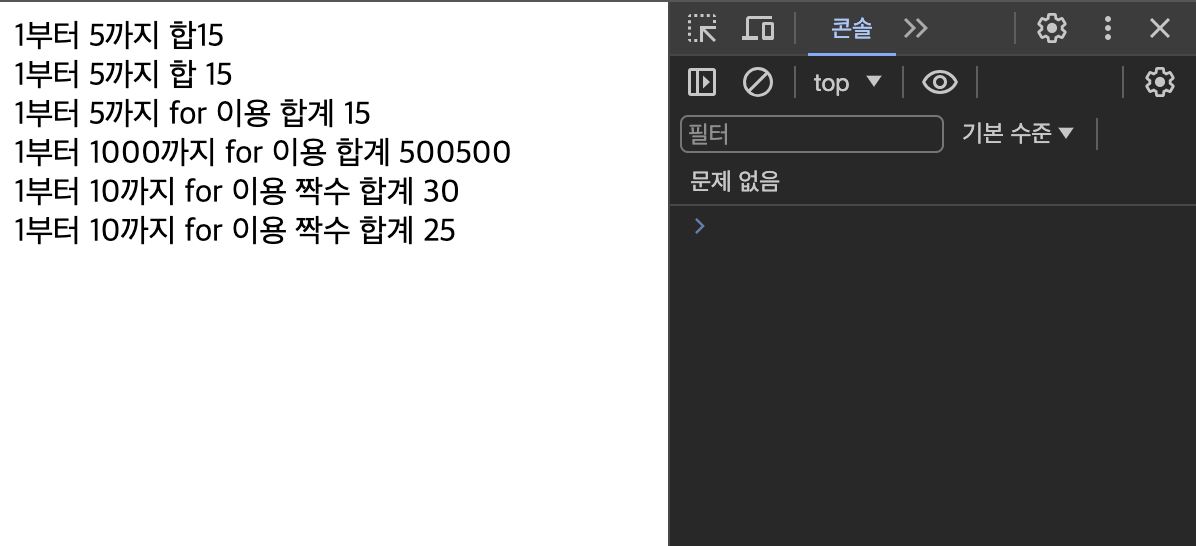 1부터 5까지 합15
1부터 5까지 합 15
1부터 5까지 for 이용 합계 15
1부터 1000까지 for 이용 합계 500500
1부터 10까지 for 이용 짝수 합계 30
1부터 10까지 for 이용 짝수 합계 25
콘솔
top
필터
기본 수준
문제 없음